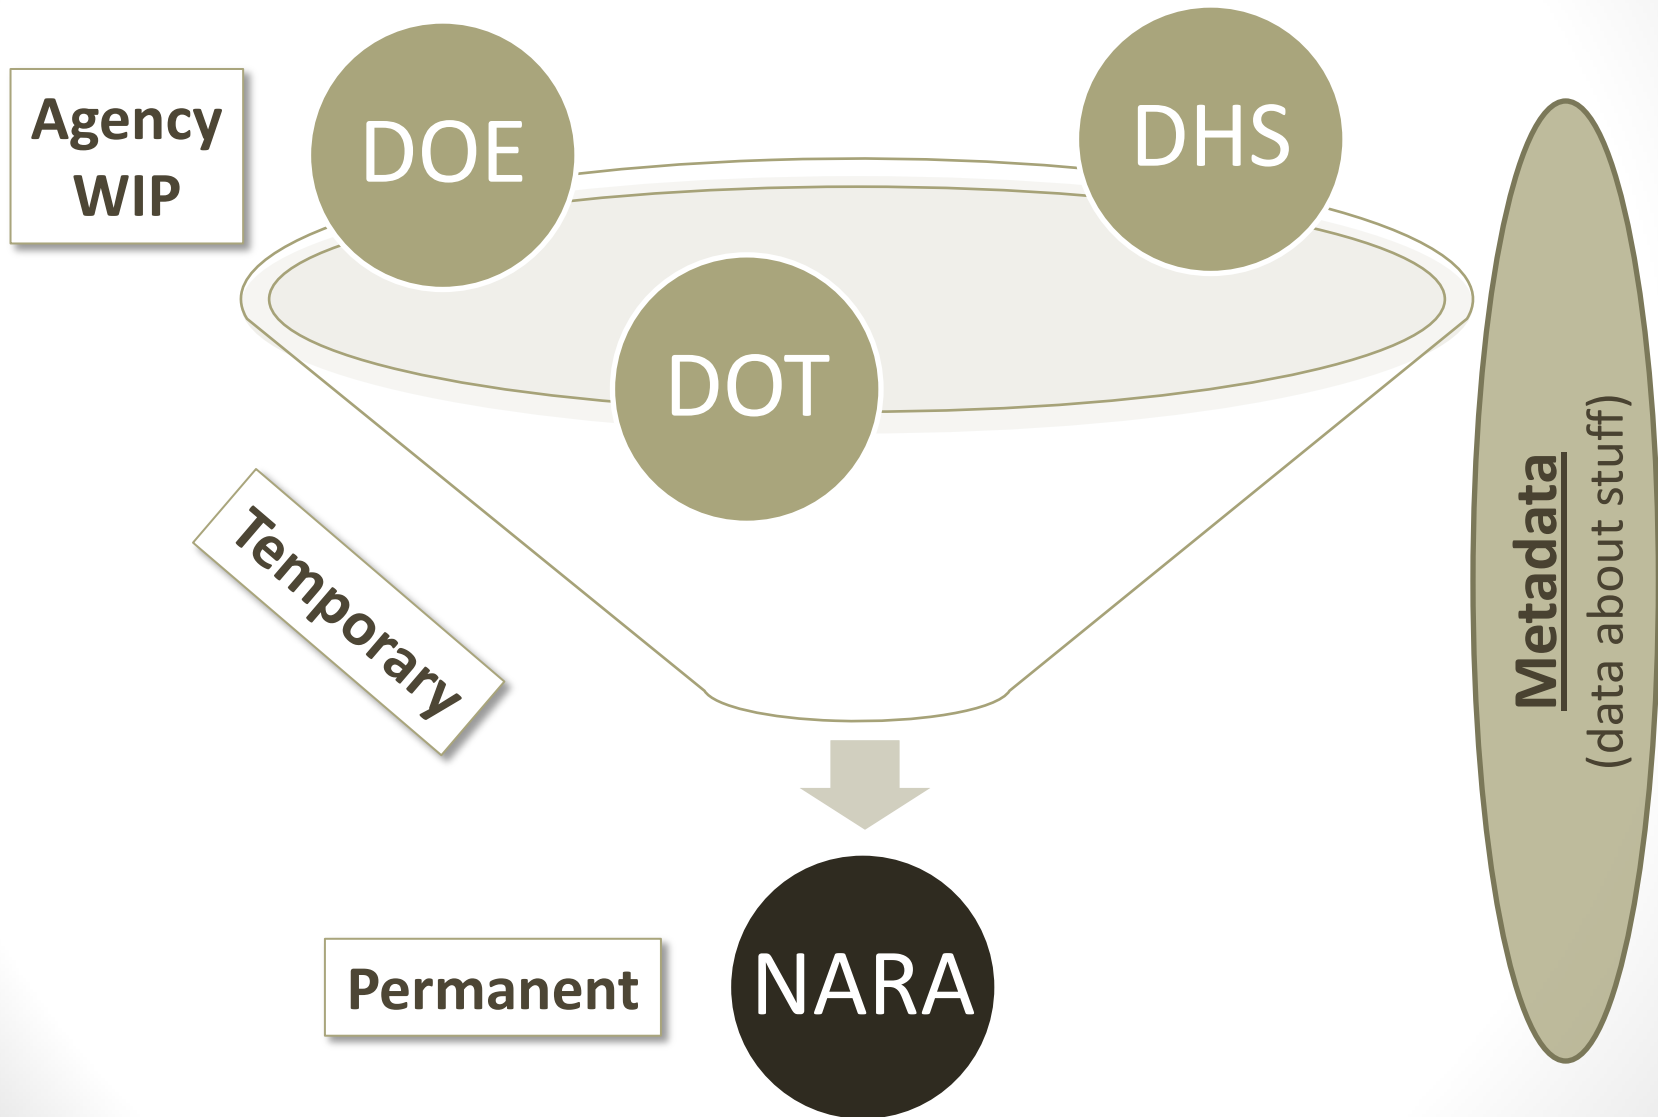 Agency
WIP
DOE
DHS
DOT
Temporary
Permanent
NARA
Metadata
(data about stuff)